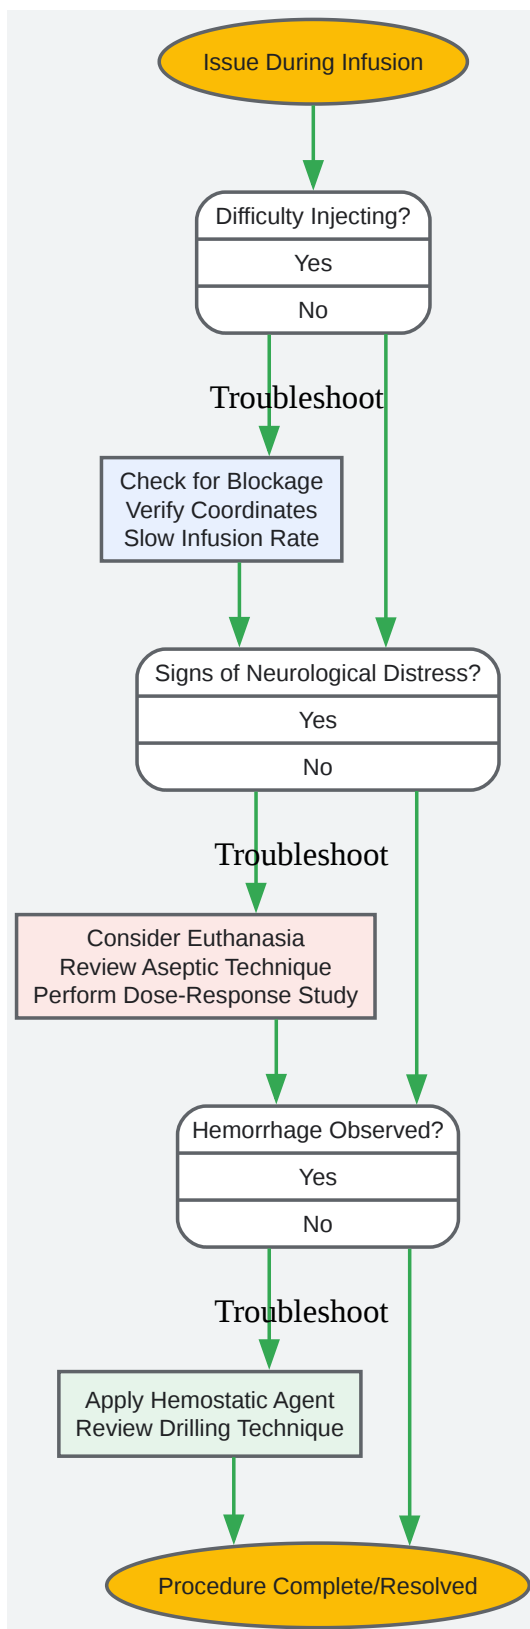 Issue During Infusion
Difficulty Injecting?
Yes
No
Troubleshoot
Check for Blockage
Verify Coordinates
Slow Infusion Rate
Signs of Neurological Distress?
Yes
No
Troubleshoot
Consider Euthanasia
Review Aseptic Technique
Perform Dose-Response Study
Hemorrhage Observed?
Yes
No
Troubleshoot
Apply Hemostatic Agent
Review Drilling Technique
Procedure Complete/Resolved